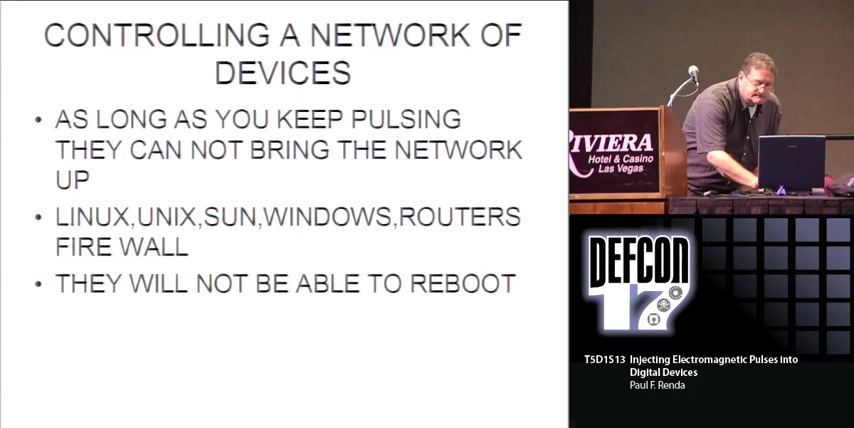 CONTROLLING A NETWORK OF
DEVICES
• AS LONG AS YOU KEEP PULSING
THEY CAN NOT BRING THE NETWORK
UP
• LINUX,UNIX,SUN,WINDOWS,ROUTERS
FIRE WALL
• THEY WILL NOT BE ABLE TO REBOOT
RIVIERA
Hotel & Casino
Las Vegas
DEFCON
17
T5D1S13 Injecting Electromagnetic Pulses into
Digital Devices
Paul F. Renda